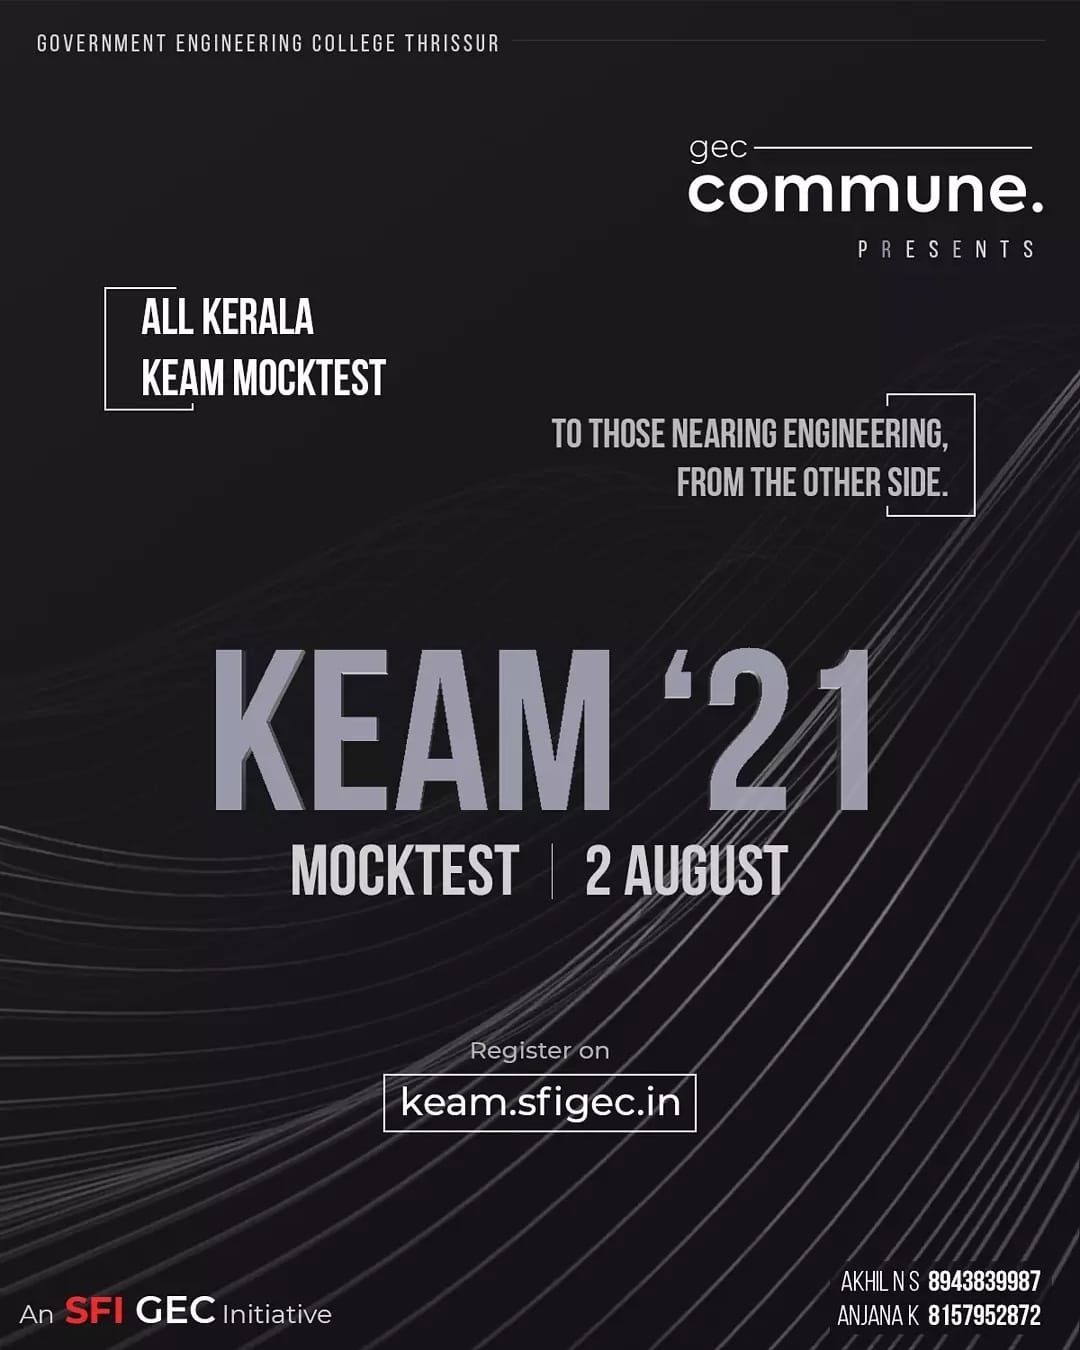 GOVERNMENT ENGINEERING COLLEGE THRISSUR
gec
commune.
PRESENTS
ALL KERALA
KEAM MOCKTEST
TO THOSE NEARING ENGINEERING,
FROM THE OTHER SIDE.
KEAM ‘21
MOCKTEST | 2 AUGUST
Register on
keam.sfigec.in
An SFI GEC Initiative
AKHIL N S 8943839987
ANJANA K 8157952872